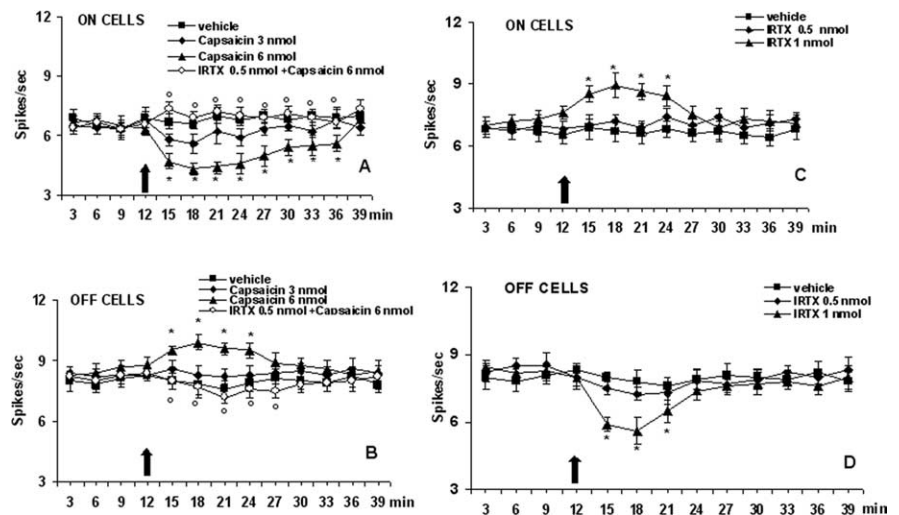 ON CELLS
vehicle
Capsaicin 3 nmol
Capsaicin 6 nmol
IRTX 0.5 nmol +Capsaicin 6 nmol
Spikes/sec
12
9
6
3
* * * * * * * *
A
3 6 9 12 15 18 21 24 27 30 33 36 39 min
ON CELLS
vehicle
IRTX 0.5 nmol
IRTX 1 nmol
Spikes/sec
12
9
6
3
* * * *
C
3 6 9 12 15 18 21 24 27 30 33 36 39 min
OFF CELLS
vehicle
Capsaicin 3 nmol
Capsaicin 6 nmol
IRTX 0.5 nmol +Capsaicin 6 nmol
Spikes/sec
12
9
6
3
* * * *
B
3 6 9 12 15 18 21 24 27 30 33 36 39 min
OFF CELLS
vehicle
IRTX 0.5 nmol
IRTX 1 nmol
Spikes/sec
12
9
6
3
* * *
D
3 6 9 12 15 18 21 24 27 30 33 36 39 min